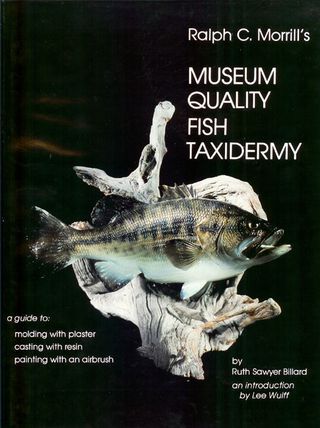 Ralph C. Morrill's
MUSEUM
QUALITY
FISH
TAXIDERMY
a guide to:
molding with plaster
casting with resin
painting with an airbrush
by
Ruth Sawyer Billard
an introduction
by Lee Wulff